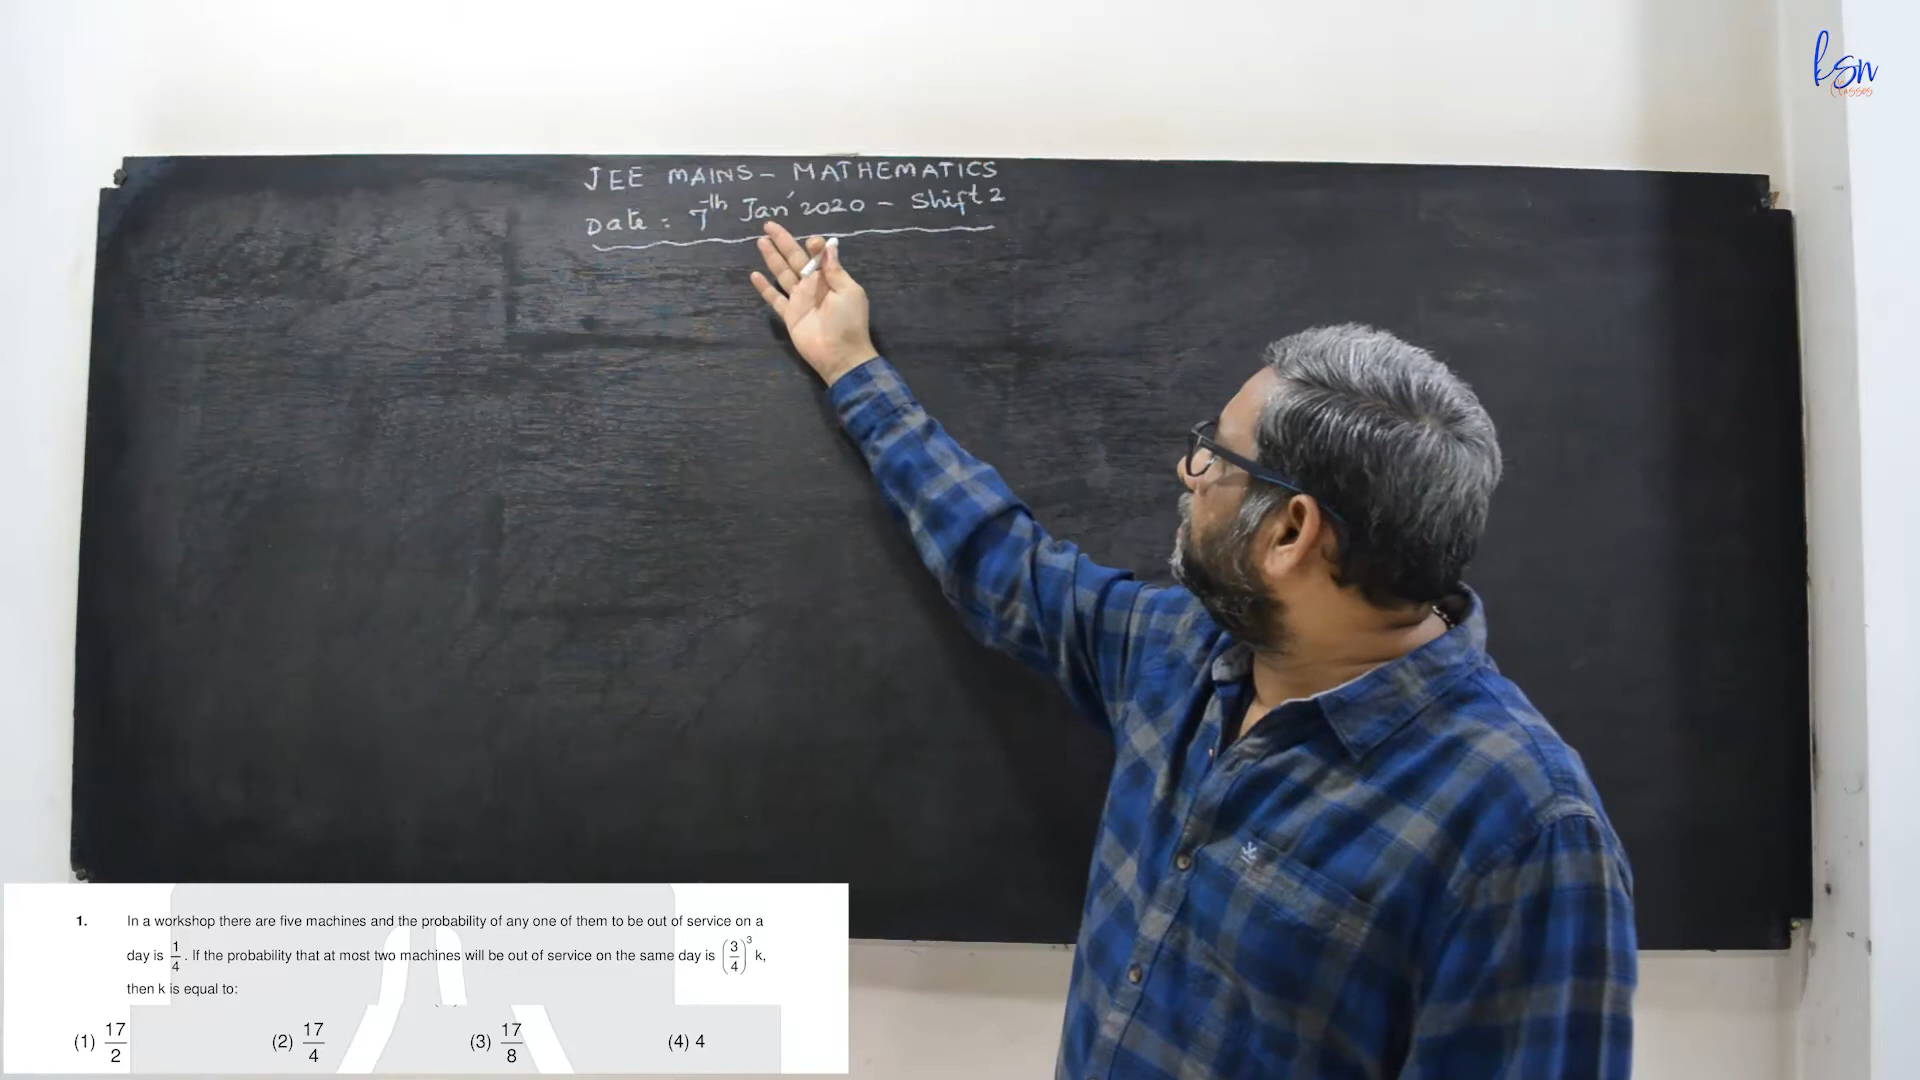 ksn
Classes
JEE MAINS - MATHEMATICS
Date : 7th Jan' 2020 - Shift 2
1. In a workshop there are five machines and the probability of any one of them to be out of service on a
day is 1/4. If the probability that at most two machines will be out of service on the same day is (3/4)^3 k,
then k is equal to:
(1) 17/2 (2) 17/4 (3) 17/8 (4) 4